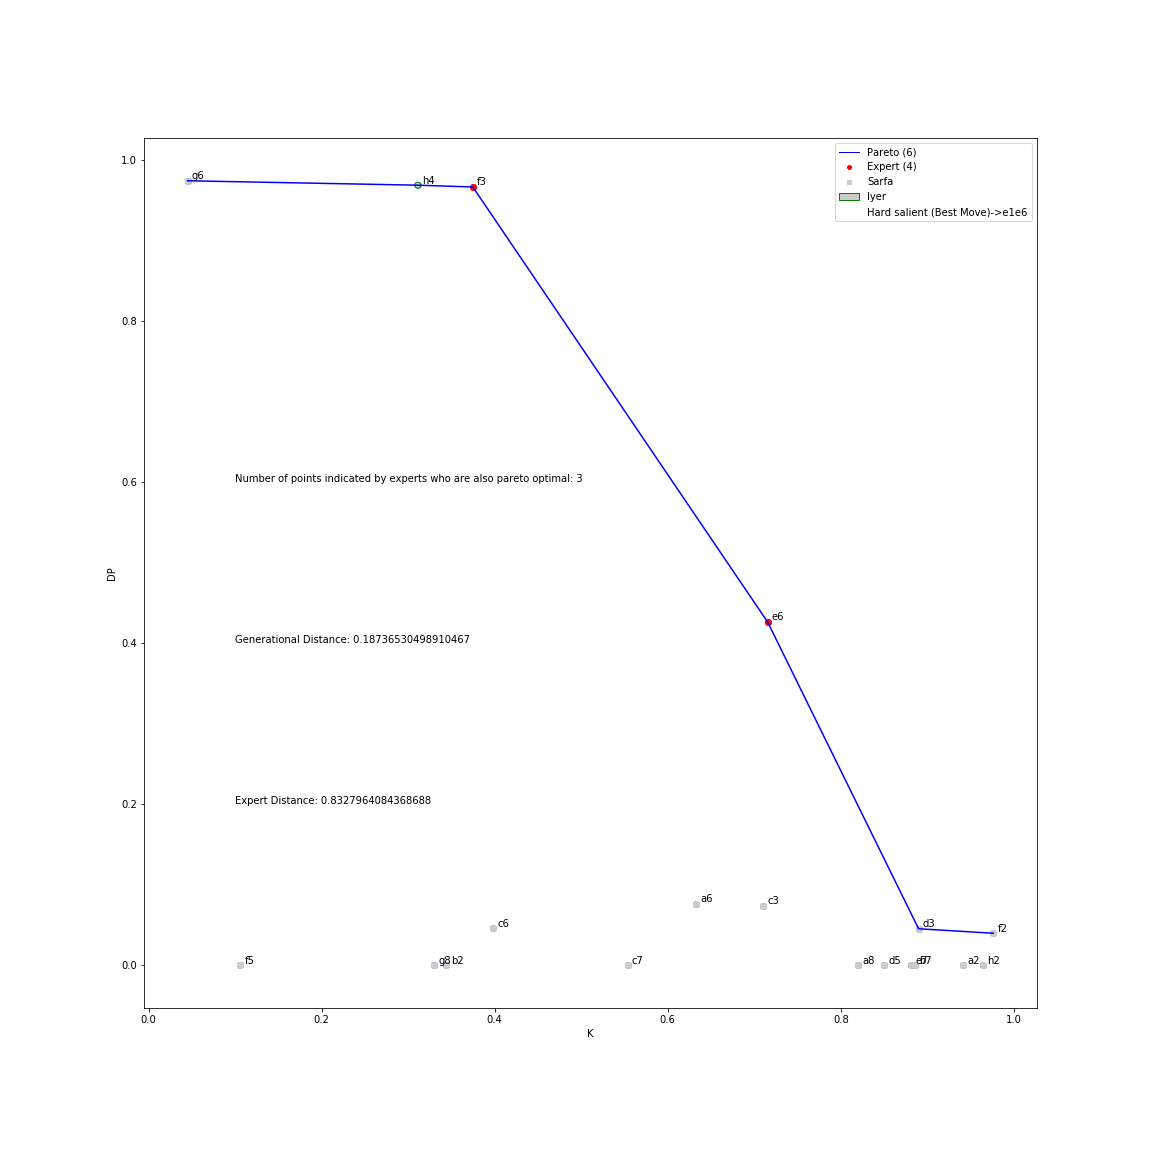 1.0
0.8
0.6
0.4
0.2
0.0
DP
0.0
0.2
0.4
0.6
0.8
1.0
K
Pareto (6)
Expert (4)
Sarfa
Iyer
Hard salient (Best Move)->e1e6
g6
h4
f3
Number of points indicated by experts who are also pareto optimal: 3
e6
Generational Distance: 0.18736530498910467
Expert Distance: 0.8327964084368688
a6
c3
c6
d3
f2
f5
g8
b2
c7
a8
d5
a2
h2